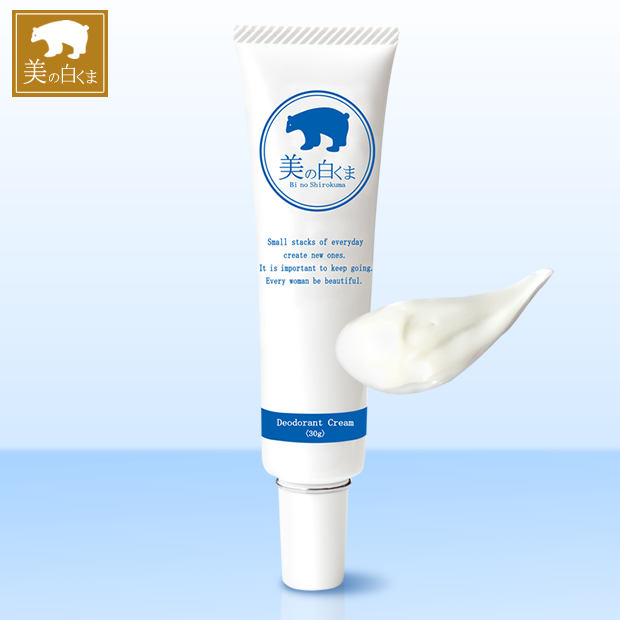 美の白くま
美の白くま
Bi no Shirokuma
Small stacks of everyday
create new ones.
It is important to keep going.
Every woman be beautiful.
Deodorant Cream
(30g)